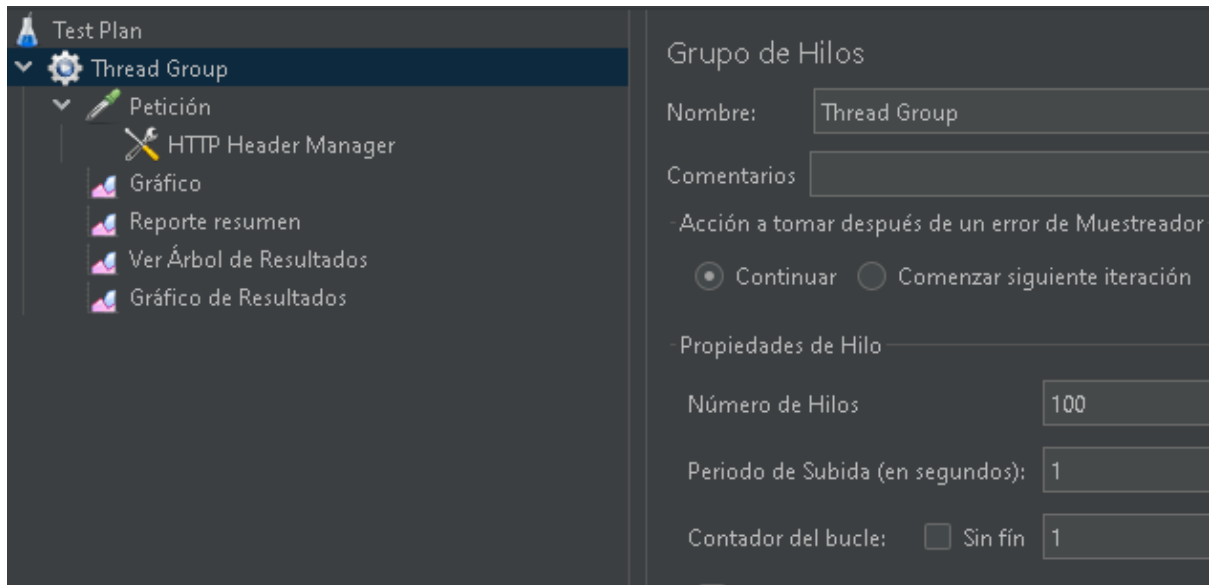 Test Plan
Thread Group
Petición
HTTP Header Manager
Gráfico
Reporte resumen
Ver Árbol de Resultados
Gráfico de Resultados
Grupo de Hilos
Nombre: Thread Group
Comentarios
Acción a tomar después de un error de Muestreador
Continuar Comenzar siguiente iteración
Propiedades de Hilo
Número de Hilos 100
Periodo de Subida (en segundos): 1
Contador del bucle: Sin fín 1